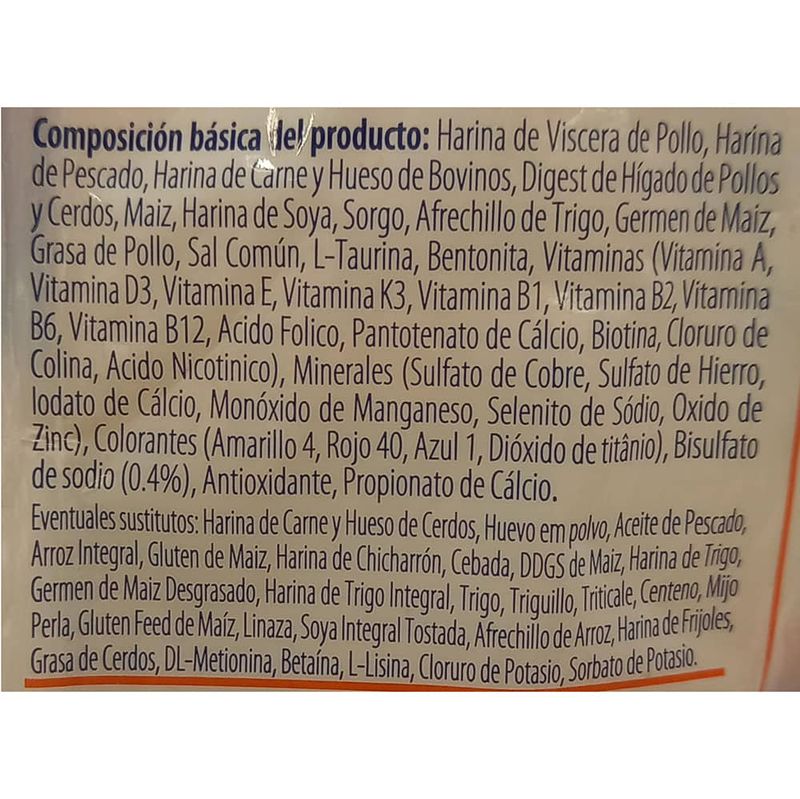 Composición básica del producto: Harina de Viscera de Pollo, Harina
de Pescado, Harina de Carne y Hueso de Bovinos, Digest de Hígado de Pollos
y Cerdos, Maiz, Harina de Soya, Sorgo, Afrechillo de Trigo, Germen de Maíz,
Grasa de Pollo, Sal Común, L-Taurina, Bentonita, Vitaminas (Vitamina A,
Vitamina D3, Vitamina E, Vitamina K3, Vitamina B1, Vitamina B2, Vitamina
B6, Vitamina B12, Acido Folico, Pantotenato de Cálcio, Biotina, Cloruro de
Colina, Acido Nicotinico), Minerales (Sulfato de Cobre, Sulfato de Hierro,
Iodato de Cálcio, Monóxido de Manganeso, Selenito de Sódio, Oxido de
Zinc), Colorantes (Amarillo 4, Rojo 40, Azul 1, Dióxido de titânio), Bisulfato
de sodio (0.4%), Antioxidante, Propionato de Cálcio.
Eventuales sustitutos: Harina de Carne y Hueso de Cerdos, Huevo em polvo, Aceite de Pescado,
Arroz Integral, Gluten de Maiz, Harina de Chicharrón, Cebada, DDGS de Maiz, Harina de Trigo,
Germen de Maiz Desgrasado, Harina de Trigo Integral, Trigo, Triguillo, Triticale, Centeno, Mijo
Perla, Gluten Feed de Maíz, Linaza, Soya Integral Tostada, Afrechillo de Arroz, Harina de Frijoles,
Grasa de Cerdos, DL-Metionina, Betaína, L-Lisina, Cloruro de Potasio, Sorbato de Potasio.